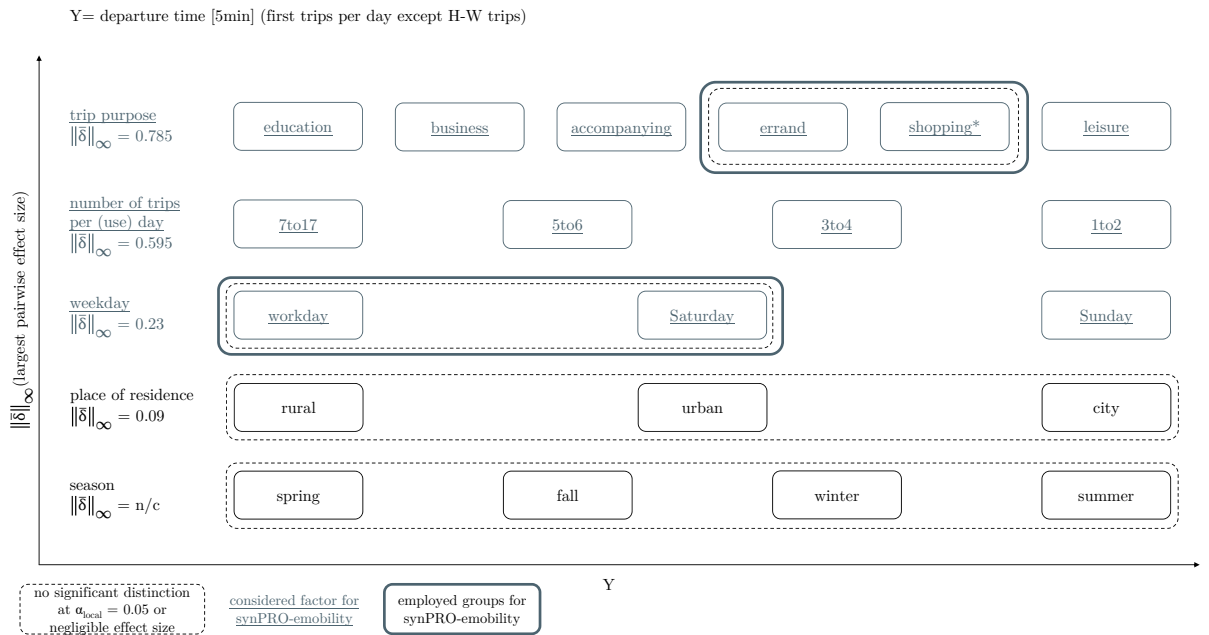 Y= departure time [5min] (first trips per day except H-W trips)
‖δ̄‖∞(largest pairwise effect size)
trip purpose
‖δ̄‖∞ = 0.785
education
business
accompanying
errand
shopping*
leisure
number of trips
per (use) day
‖δ̄‖∞ = 0.595
7to17
5to6
3to4
1to2
weekday
‖δ̄‖∞ = 0.23
workday
Saturday
Sunday
place of residence
‖δ̄‖∞ = 0.09
rural
urban
city
season
‖δ̄‖∞ = n/c
spring
fall
winter
summer
Y
no significant distinction
at αlocal = 0.05 or
negligible effect size
considered factor for
synPRO-emobility
employed groups for
synPRO-emobility